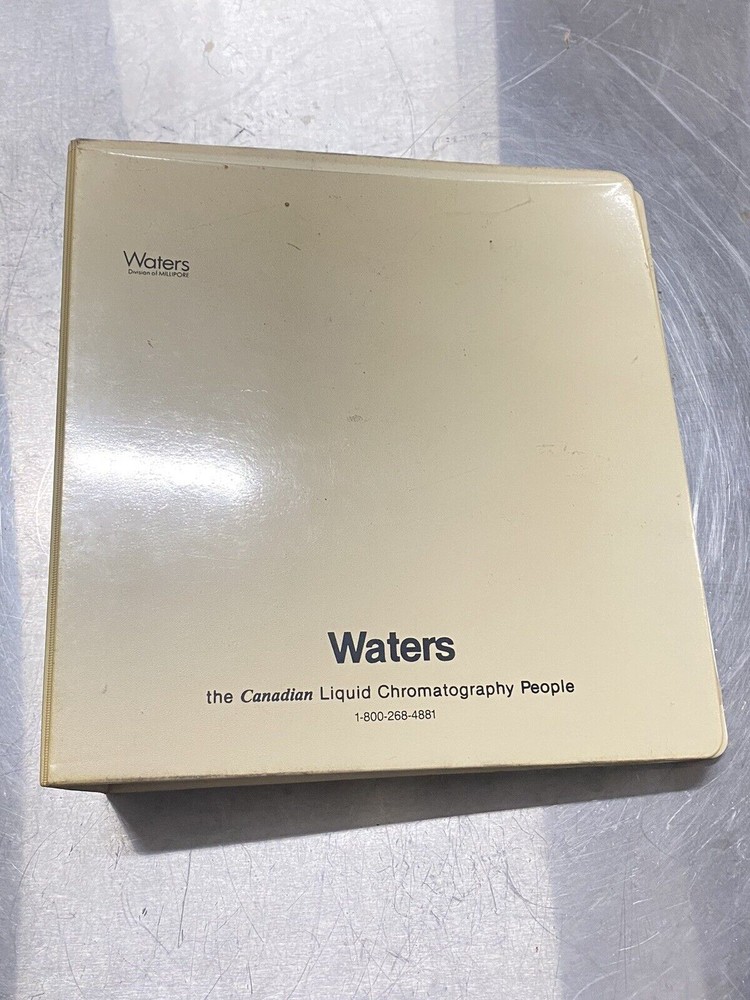 Waters
Division of MILLIPORE
Waters
the Canadian Liquid Chromatography People
1-800-268-4881